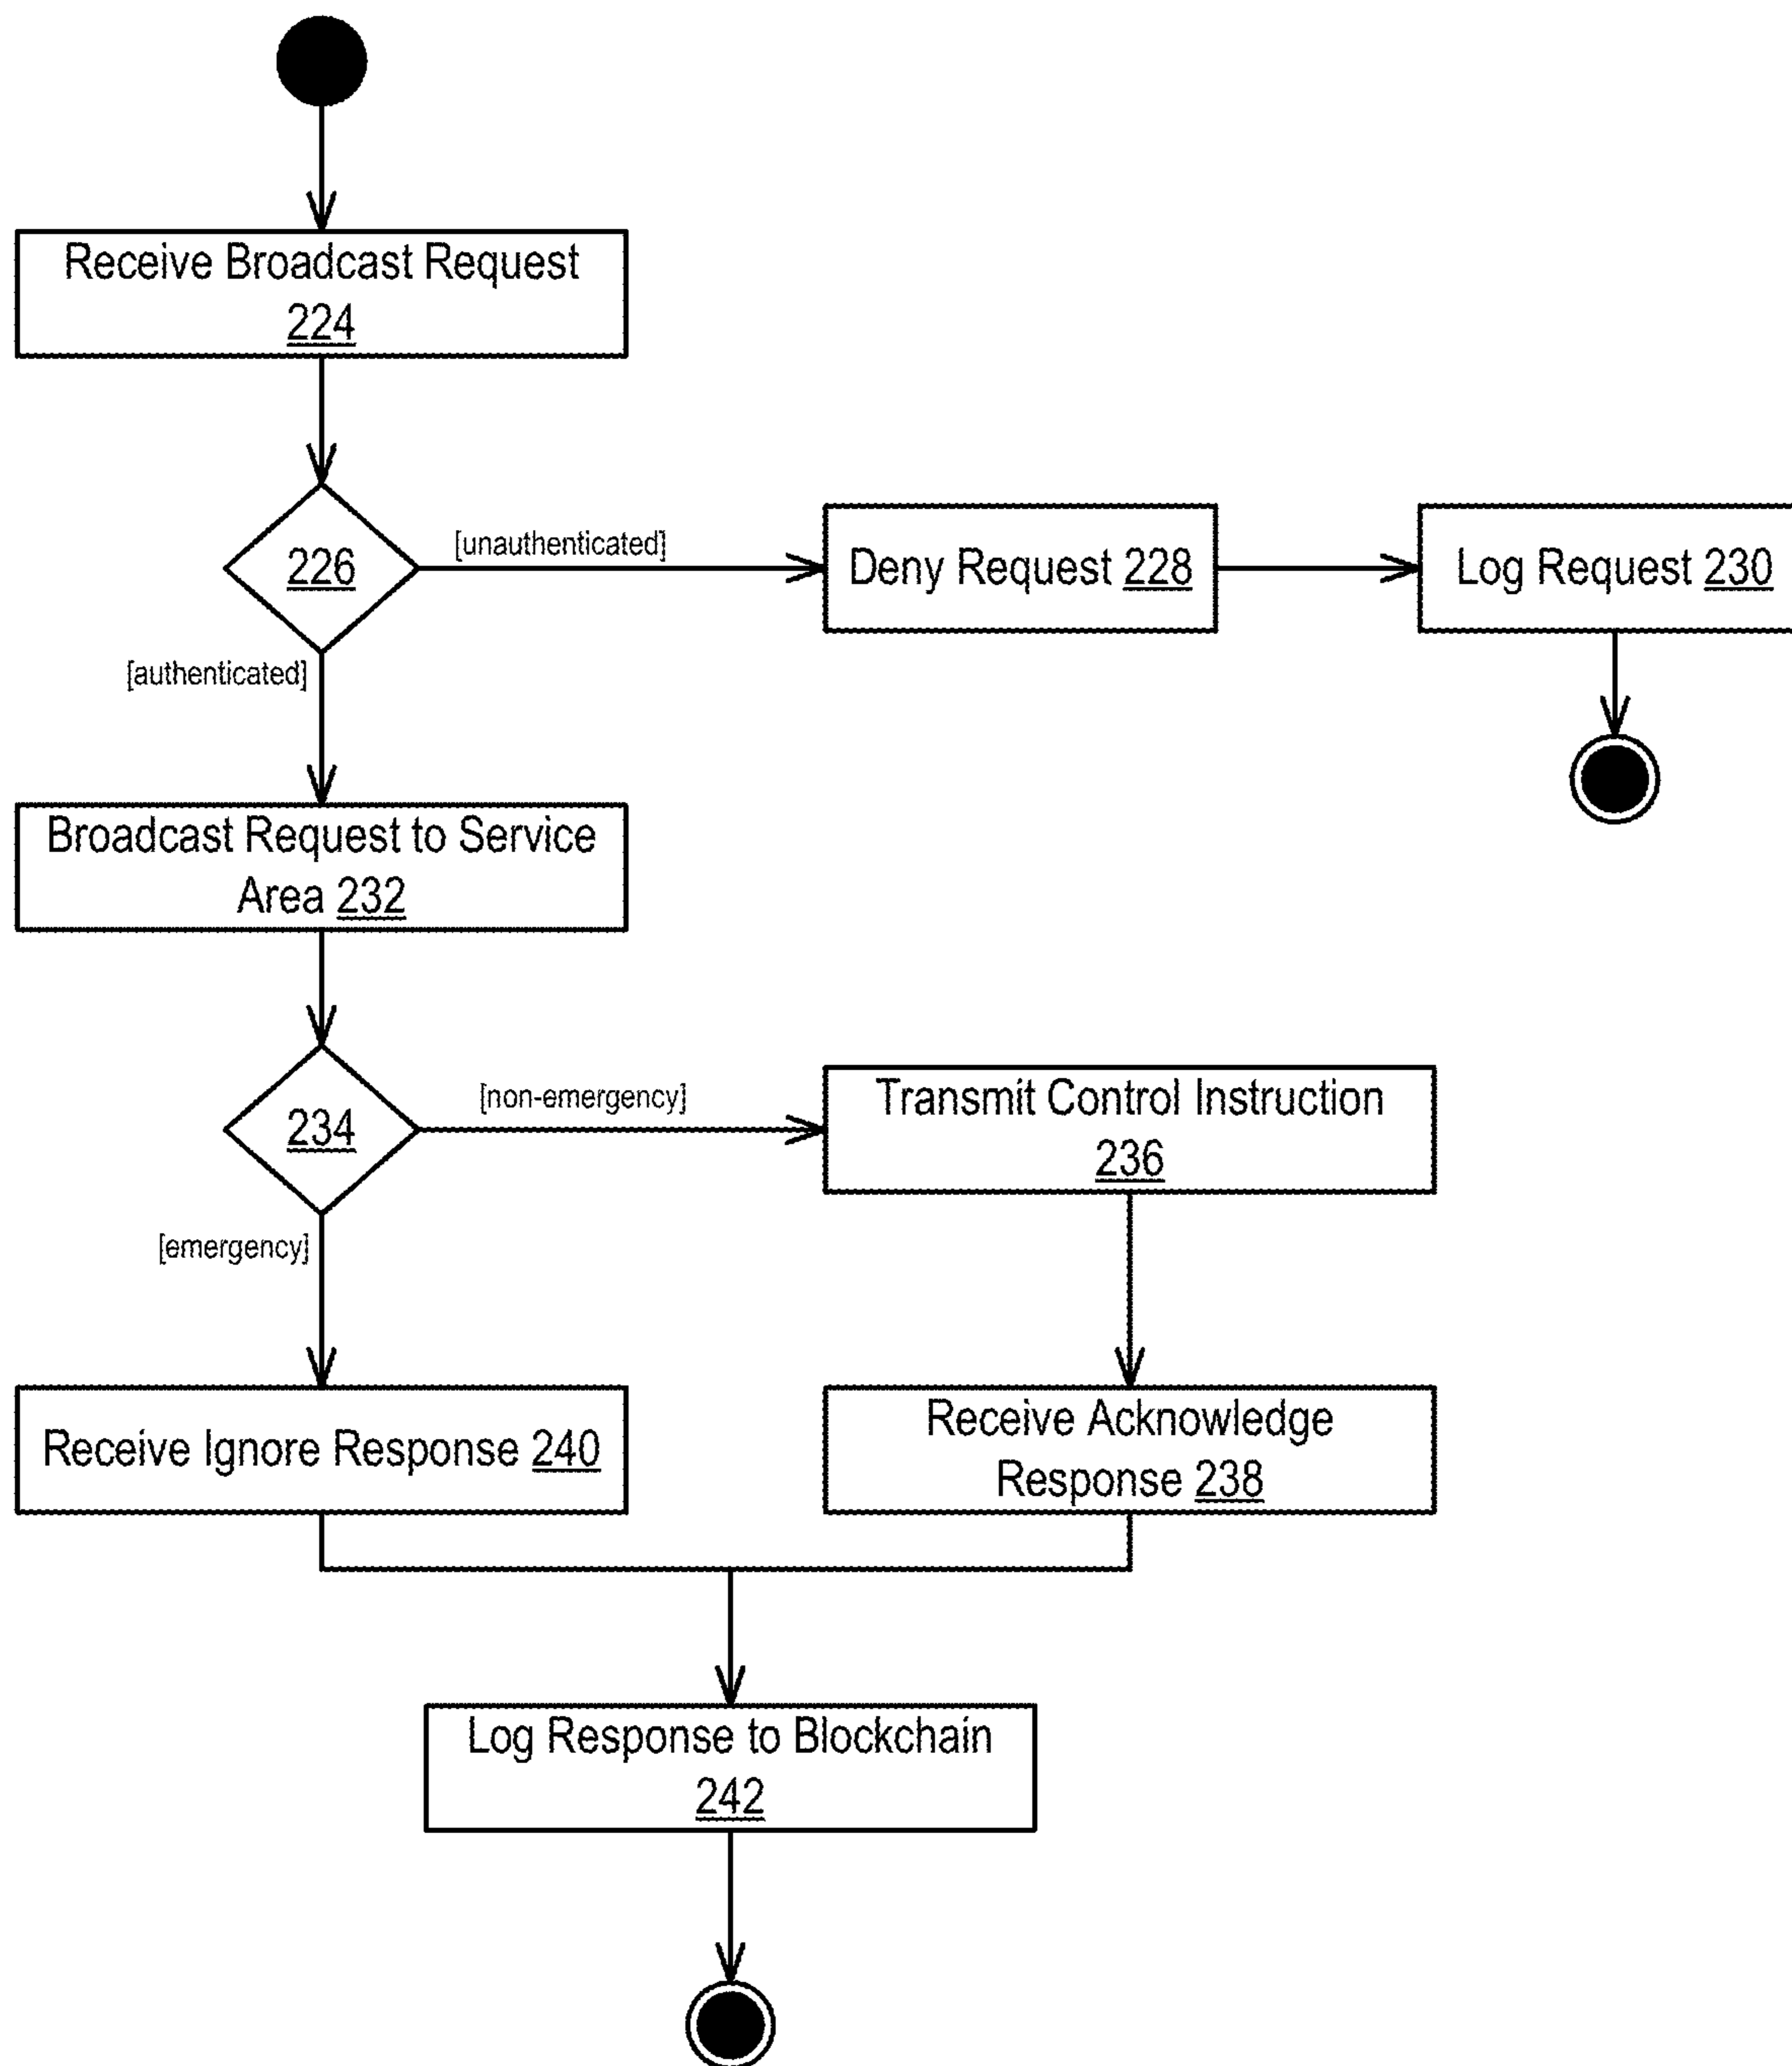 Receive Broadcast Request
224
226
[unauthenticated]
Deny Request 228
Log Request 230
[authenticated]
Broadcast Request to Service
Area 232
234
[non-emergency]
Transmit Control Instruction
236
[emergency]
Receive Ignore Response 240
Receive Acknowledge
Response 238
Log Response to Blockchain
242